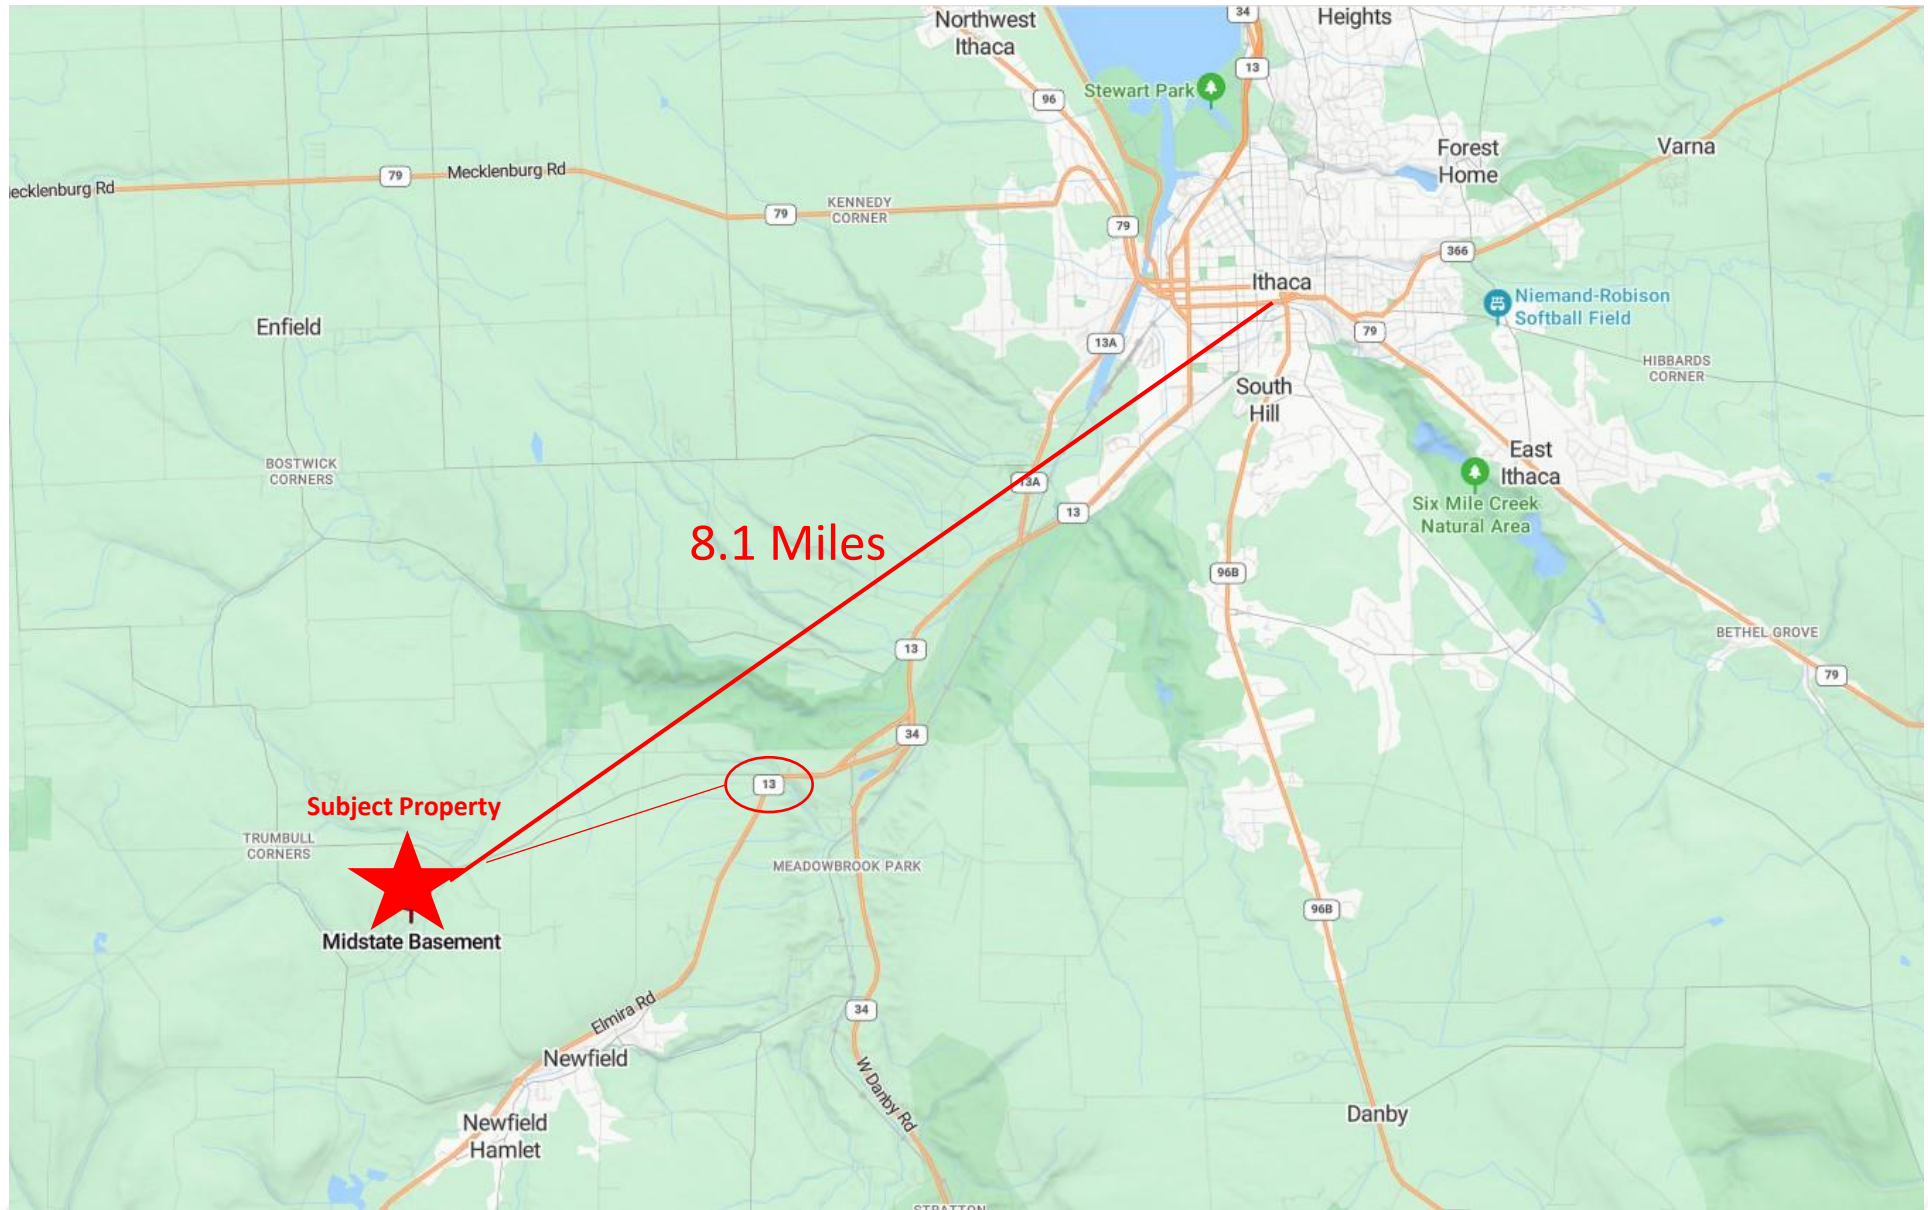 Northwest
Ithaca
34
Heights
13
Stewart Park
96
Forest
Home
Varna
79
Mecklenburg Rd
ecklenburg Rd
79
KENNEDY
CORNER
79
366
Ithaca
Niemand-Robison
Softball Field
Enfield
13A
79
HIBBARDS
CORNER
South
Hill
BOSTWICK
CORNERS
East
Ithaca
13A
13
Six Mile Creek
Natural Area
8.1 Miles
96B
BETHEL GROVE
13
79
34
13
Subject Property
TRUMBULL
CORNERS
MEADOWBROOK PARK
96B
Midstate Basement
Elmira Rd
34
Newfield
W Danby Rd
Newfield
Hamlet
Danby
STRATTON